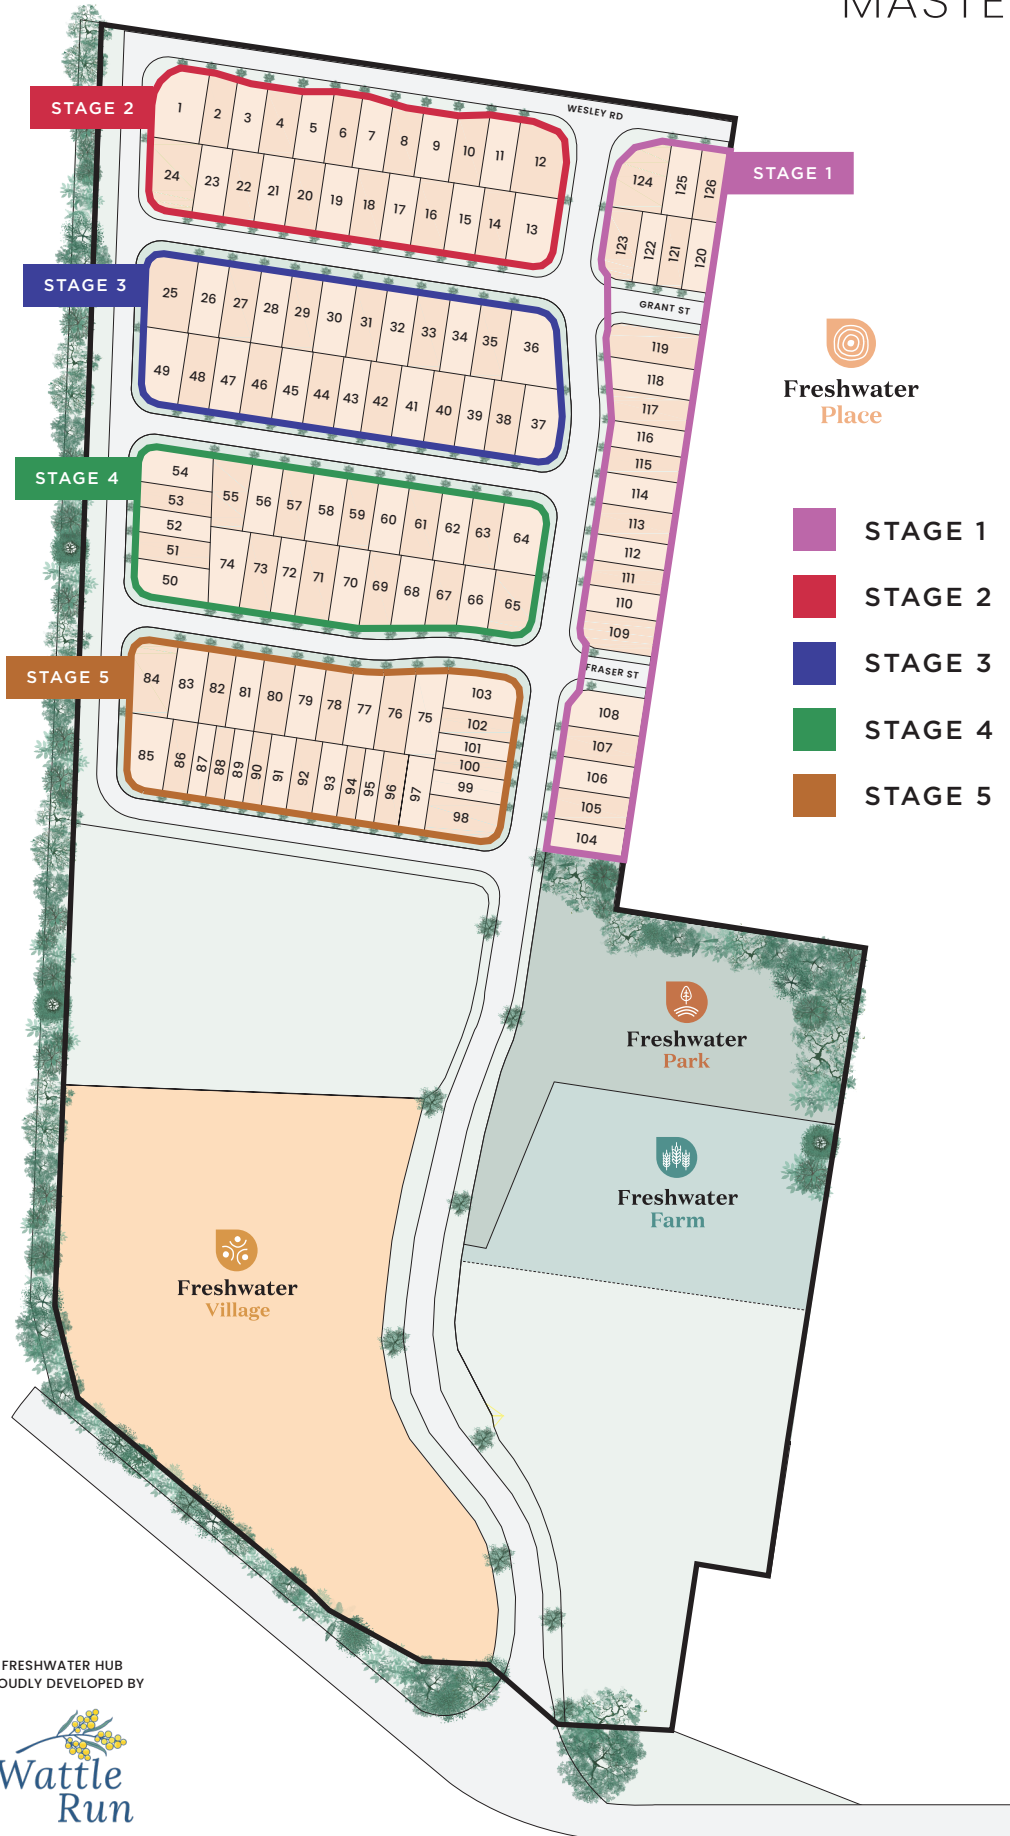 MASTE
WESLEY RD
STAGE 2
1 2 3 4 5 6 7 8 9 10 11 12
24 23 22 21 20 19 18 17 16 15 14 13
STAGE 1
124 125 126
123 122 121 120
GRANT ST
STAGE 3
25 26 27 28 29 30 31 32 33 34 35 36
49 48 47 46 45 44 43 42 41 40 39 38 37
119
118
117
116
115
114
113
112
111
110
109
Freshwater
Place
STAGE 4
54
53
52
51
50
55 56 57 58 59 60 61 62 63 64
74 73 72 71 70 69 68 67 66 65
STAGE 1
STAGE 2
STAGE 3
STAGE 4
STAGE 5
FRASER ST
STAGE 5
84 83 82 81 80 79 78 77 76 75
103
102
101
100
99
98
85 86 87 88 89 90 91 92 93 94 95 96 97
108
107
106
105
104
Freshwater
Park
Freshwater
Farm
Freshwater
Village
FRESHWATER HUB
OUDLY DEVELOPED BY
Wattle
Run